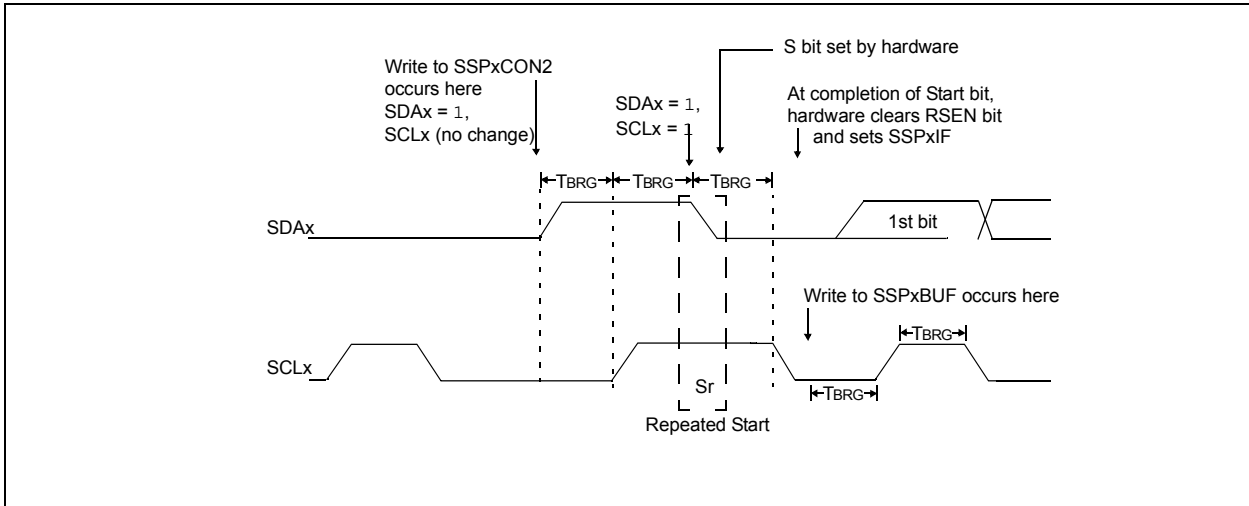 S bit set by hardware
Write to SSPxCON2
occurs here
SDAx = 1,
SCLx (no change)
SDAx = 1,
SCLx = 1
At completion of Start bit,
hardware clears RSEN bit
and sets SSPxIF
TBRG TBRG TBRG
SDAx
1st bit
Write to SSPxBUF occurs here
TBRG
SCLx
Sr
TBRG
Repeated Start